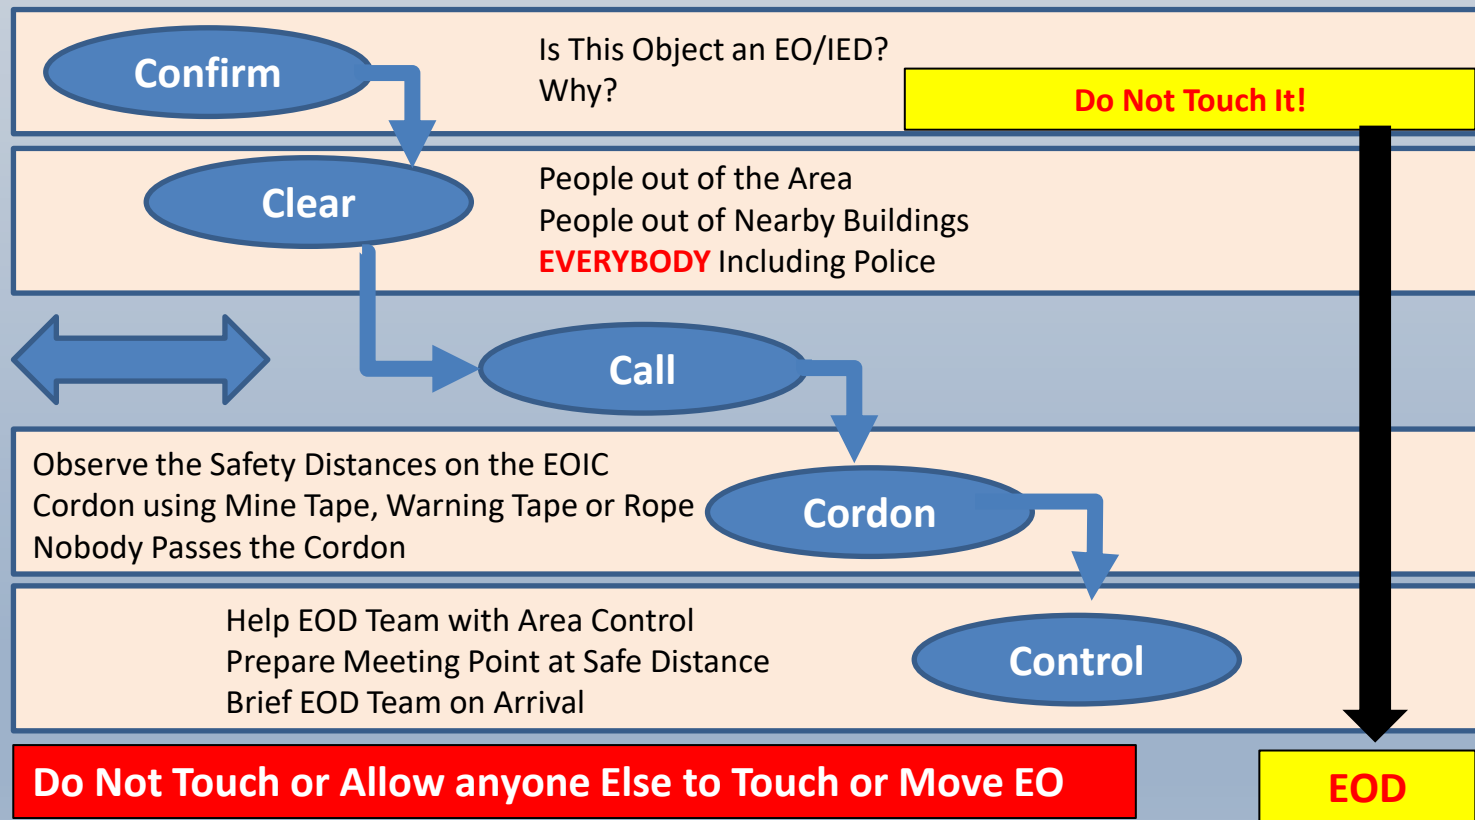 Confirm
Is This Object an EO/IED?
Why?
Do Not Touch It!
Clear
People out of the Area
People out of Nearby Buildings
EVERYBODY Including Police
Call
Observe the Safety Distances on the EOIC
Cordon using Mine Tape, Warning Tape or Rope
Nobody Passes the Cordon
Cordon
Help EOD Team with Area Control
Prepare Meeting Point at Safe Distance
Brief EOD Team on Arrival
Control
Do Not Touch or Allow anyone Else to Touch or Move EO
EOD